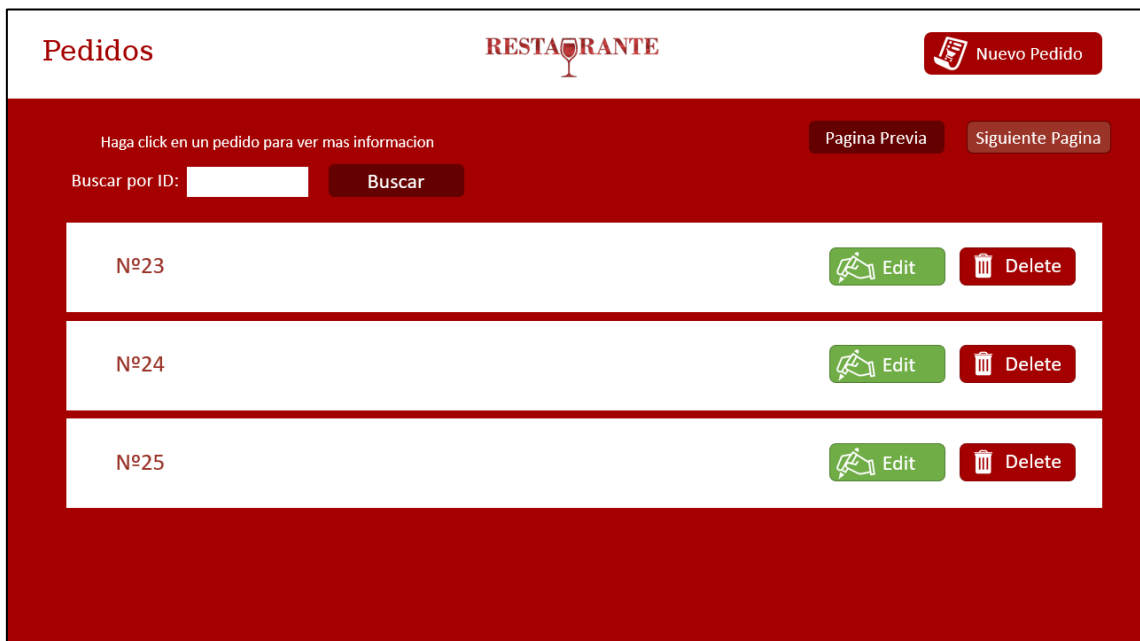 Pedidos
RESTAURANTE
Nuevo Pedido
Haga click en un pedido para ver mas informacion
Pagina Previa
Siguiente Pagina
Buscar por ID:
Buscar
Nº23
Edit
Delete
Nº24
Edit
Delete
Nº25
Edit
Delete